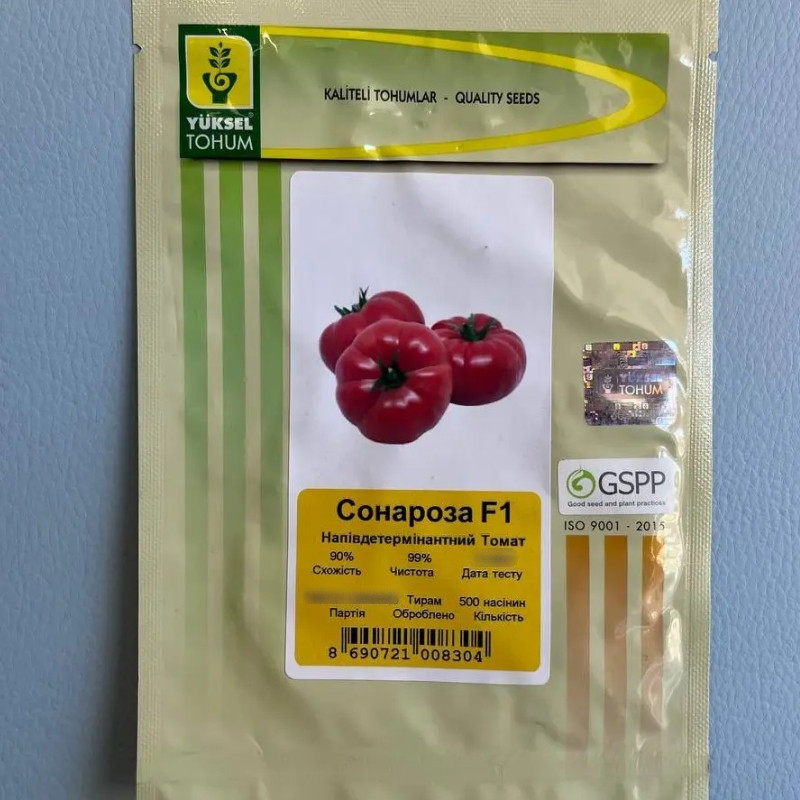 YÜKSEL
TOHUM
KALİTELİ TOHUMLAR - QUALITY SEEDS
YÜKSEL
TOHUM
GSPP
Good seed and plant practices
ISO 9001 - 2015
Сонароза F1
Напівдетермінантний Томат
90% 99%
Схожість Чистота Дата тесту
Тирам 500 насінин
Партія Оброблено Кількість
8 690721 008304